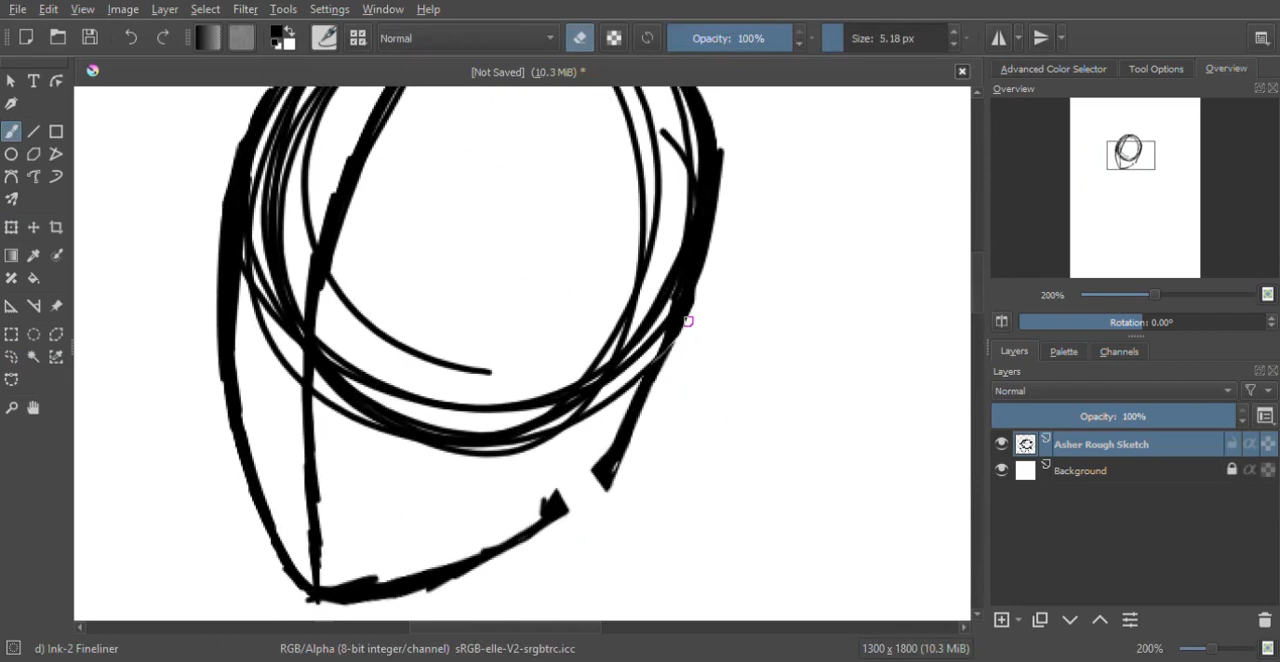 File Edit View Image Layer Select Filter Tools Settings Window Help
Normal Opacity: 100% Size: 5.18 px
[Not Saved] (10.3 MiB) *
Advanced Color Selector Tool Options Overview
Overview
200%
Rotation: 0.00°
Layers Palette Channels
Layers
Normal
Opacity: 100%
Asher Rough Sketch
Background
d) Ink-2 Fineliner RGB/Alpha (8-bit integer/channel) sRGB-elle-V2-srgbtrc.icc 1300 x 1800 (10.3 MiB) 200%